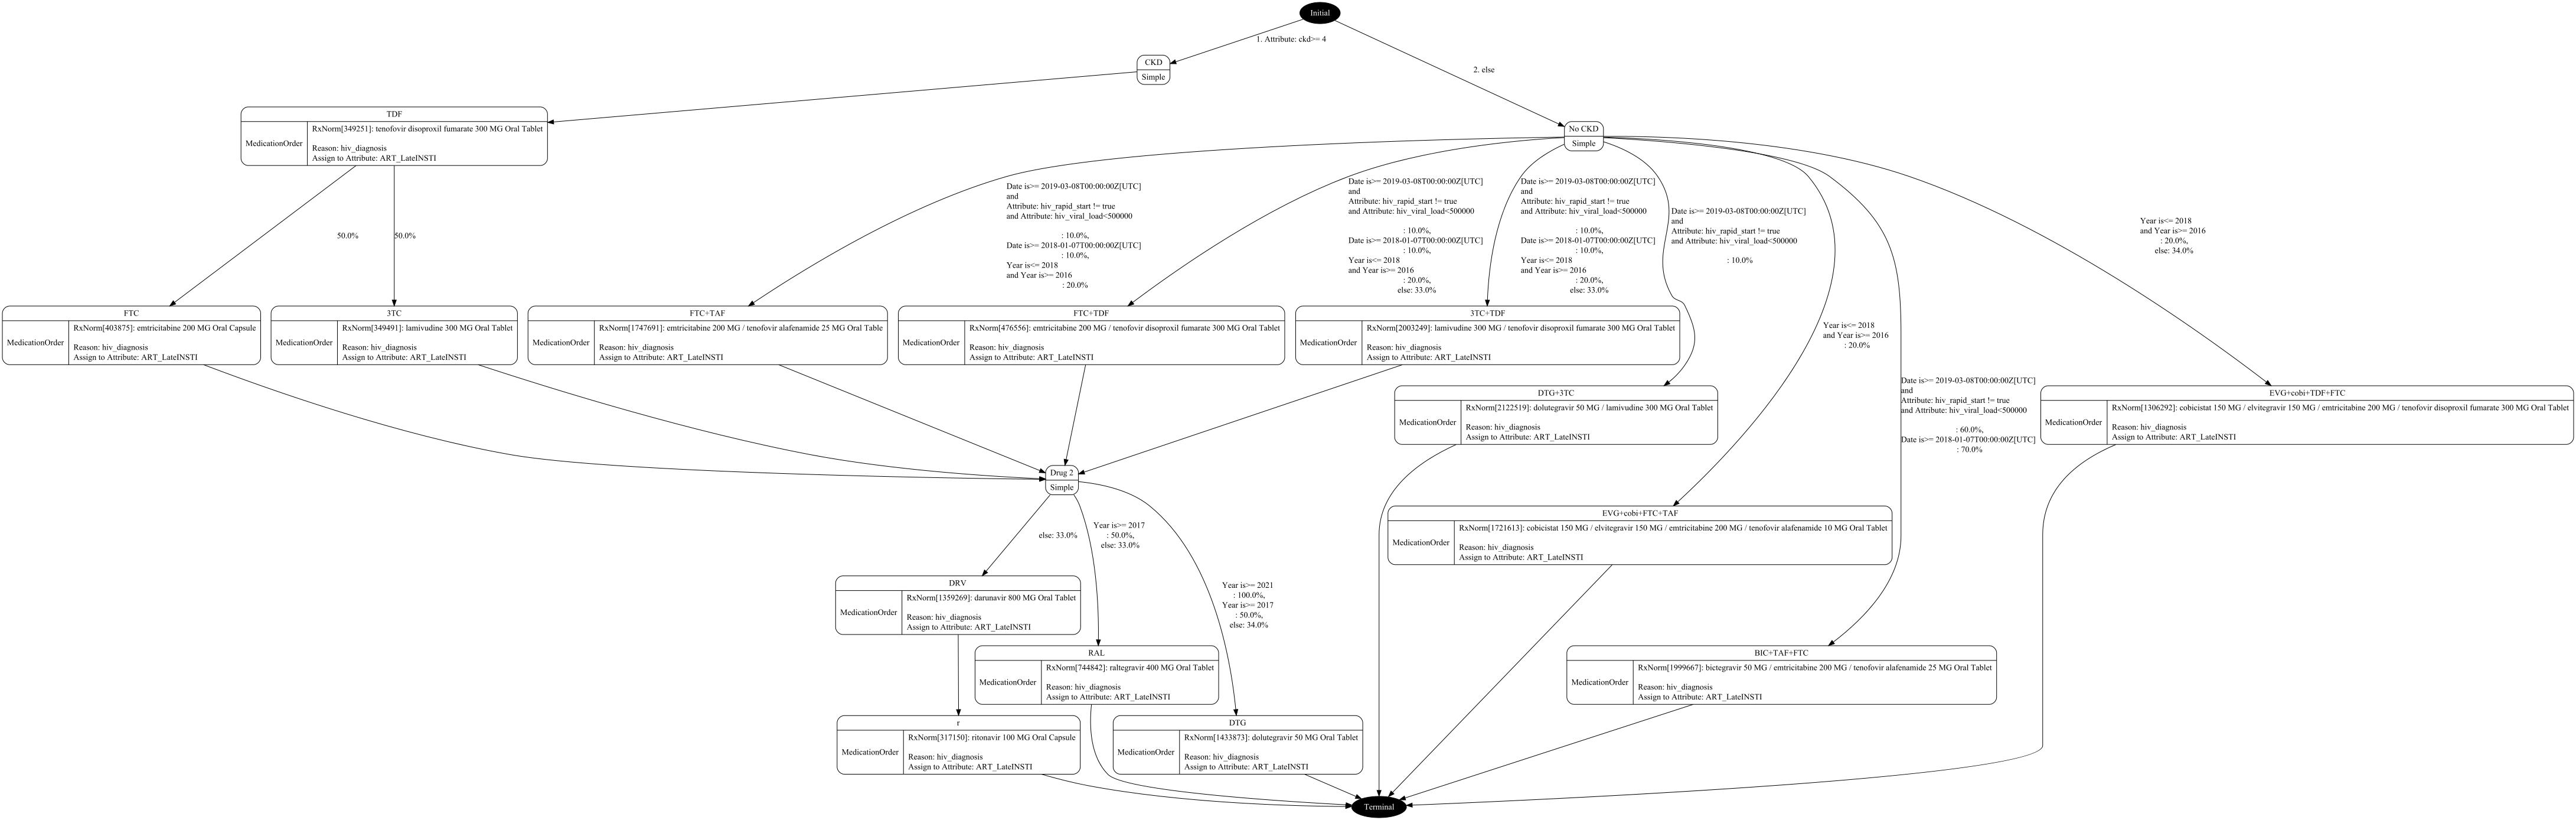 Initial
1. Attribute: ckd>= 4
2. else
CKD
Simple
TDF
MedicationOrder
RxNorm[349251]: tenofovir disoproxil fumarate 300 MG Oral Tablet
Reason: hiv_diagnosis
Assign to Attribute: ART_LateINSTI
No CKD
Simple
50.0%
50.0%
Date is>= 2019-03-08T00:00:00Z[UTC]
and
Attribute: hiv_rapid_start != true
and Attribute: hiv_viral_load<500000
: 10.0%,
Date is>= 2018-01-07T00:00:00Z[UTC]
: 10.0%,
Year is<= 2018
and Year is>= 2016
: 20.0%
Date is>= 2019-03-08T00:00:00Z[UTC]
and
Attribute: hiv_rapid_start != true
and Attribute: hiv_viral_load<500000
: 10.0%,
Date is>= 2018-01-07T00:00:00Z[UTC]
: 10.0%,
Year is<= 2018
and Year is>= 2016
: 20.0%,
else: 33.0%
Date is>= 2019-03-08T00:00:00Z[UTC]
and
Attribute: hiv_rapid_start != true
and Attribute: hiv_viral_load<500000
: 10.0%,
Date is>= 2018-01-07T00:00:00Z[UTC]
: 10.0%,
Year is<= 2018
and Year is>= 2016
: 20.0%,
else: 33.0%
Date is>= 2019-03-08T00:00:00Z[UTC]
and
Attribute: hiv_rapid_start != true
and Attribute: hiv_viral_load<500000
: 10.0%
Year is<= 2018
and Year is>= 2016
: 20.0%,
else: 34.0%
FTC
MedicationOrder
RxNorm[403875]: emtricitabine 200 MG Oral Capsule
Reason: hiv_diagnosis
Assign to Attribute: ART_LateINSTI
3TC
MedicationOrder
RxNorm[349491]: lamivudine 300 MG Oral Tablet
Reason: hiv_diagnosis
Assign to Attribute: ART_LateINSTI
FTC+TAF
MedicationOrder
RxNorm[1747691]: emtricitabine 200 MG / tenofovir alafenamide 25 MG Oral Table
Reason: hiv_diagnosis
Assign to Attribute: ART_LateINSTI
FTC+TDF
MedicationOrder
RxNorm[476556]: emtricitabine 200 MG / tenofovir disoproxil fumarate 300 MG Oral Tablet
Reason: hiv_diagnosis
Assign to Attribute: ART_LateINSTI
3TC+TDF
MedicationOrder
RxNorm[2003249]: lamivudine 300 MG / tenofovir disoproxil fumarate 300 MG Oral Tablet
Reason: hiv_diagnosis
Assign to Attribute: ART_LateINSTI
Year is<= 2018
and Year is>= 2016
: 20.0%
Date is>= 2019-03-08T00:00:00Z[UTC]
and
Attribute: hiv_rapid_start != true
and Attribute: hiv_viral_load<500000
: 60.0%,
Date is>= 2018-01-07T00:00:00Z[UTC]
: 70.0%
DTG+3TC
MedicationOrder
RxNorm[2122519]: dolutegravir 50 MG / lamivudine 300 MG Oral Tablet
Reason: hiv_diagnosis
Assign to Attribute: ART_LateINSTI
EVG+cobi+TDF+FTC
MedicationOrder
RxNorm[1306292]: cobicistat 150 MG / elvitegravir 150 MG / emtricitabine 200 MG / tenofovir disoproxil fumarate 300 MG Oral Tablet
Reason: hiv_diagnosis
Assign to Attribute: ART_LateINSTI
Drug 2
Simple
EVG+cobi+FTC+TAF
MedicationOrder
RxNorm[1721613]: cobicistat 150 MG / elvitegravir 150 MG / emtricitabine 200 MG / tenofovir alafenamide 10 MG Oral Tablet
Reason: hiv_diagnosis
Assign to Attribute: ART_LateINSTI
else: 33.0%
Year is>= 2017
: 50.0%,
else: 33.0%
Year is>= 2021
: 100.0%,
Year is>= 2017
: 50.0%,
else: 34.0%
DRV
MedicationOrder
RxNorm[1359269]: darunavir 800 MG Oral Tablet
Reason: hiv_diagnosis
Assign to Attribute: ART_LateINSTI
RAL
MedicationOrder
RxNorm[744842]: raltegravir 400 MG Oral Tablet
Reason: hiv_diagnosis
Assign to Attribute: ART_LateINSTI
BIC+TAF+FTC
MedicationOrder
RxNorm[1999667]: bictegravir 50 MG / emtricitabine 200 MG / tenofovir alafenamide 25 MG Oral Tablet
Reason: hiv_diagnosis
Assign to Attribute: ART_LateINSTI
r
MedicationOrder
RxNorm[317150]: ritonavir 100 MG Oral Capsule
Reason: hiv_diagnosis
Assign to Attribute: ART_LateINSTI
DTG
MedicationOrder
RxNorm[1433873]: dolutegravir 50 MG Oral Tablet
Reason: hiv_diagnosis
Assign to Attribute: ART_LateINSTI
Terminal